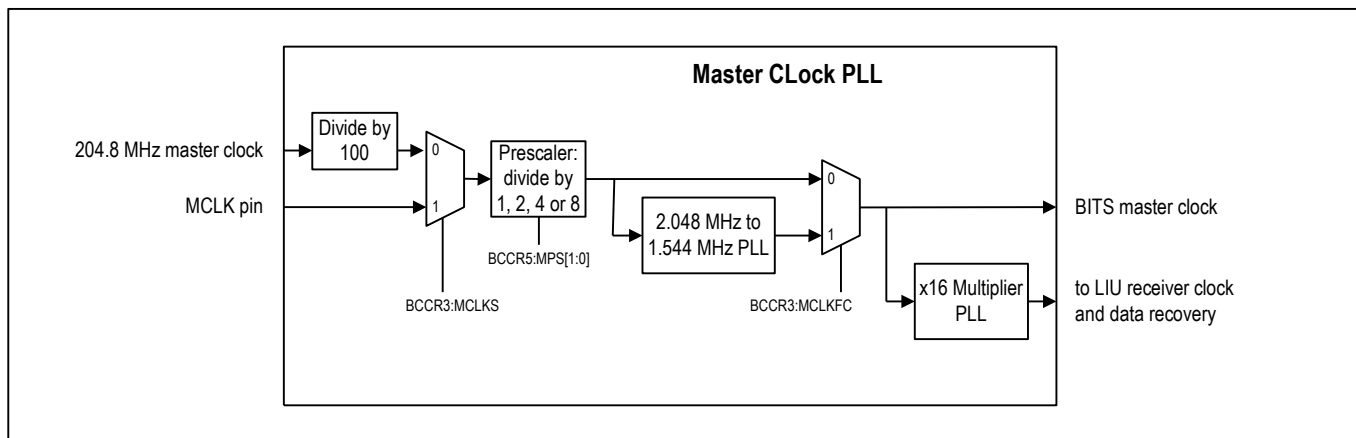 Master CLock PLL
204.8 MHz master clock
Divide by
100
0
1
MCLK pin
BCCR3:MCLKS
Prescaler:
divide by
1, 2, 4 or 8
BCCR5:MPS[1:0]
2.048 MHz to
1.544 MHz PLL
0
1
BCCR3:MCLKFC
BITS master clock
x16 Multiplier
PLL
to LIU receiver clock
and data recovery